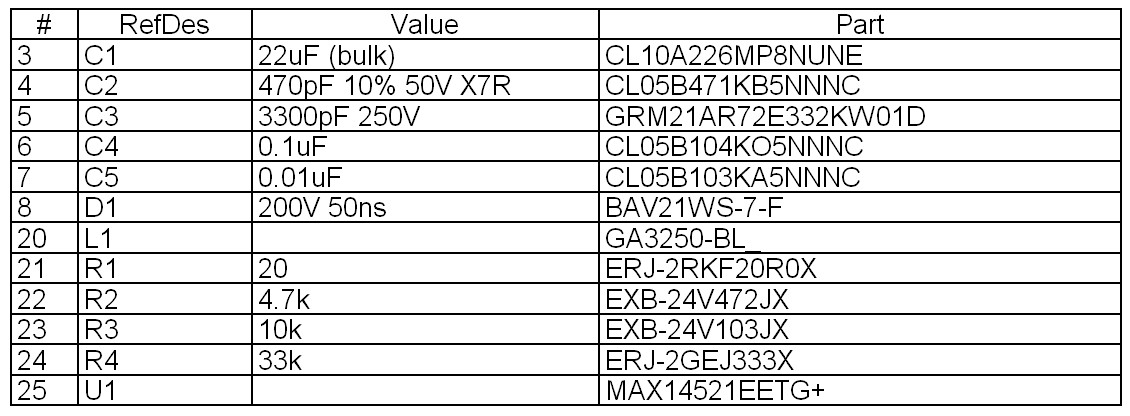 # RefDes Value Part
3 C1 22uF (bulk) CL10A226MP8NUNE
4 C2 470pF 10% 50V X7R CL05B471KB5NNNC
5 C3 3300pF 250V GRM21AR72E332KW01D
6 C4 0.1uF CL05B104KO5NNNC
7 C5 0.01uF CL05B103KA5NNNC
8 D1 200V 50ns BAV21WS-7-F
20 L1 GA3250-BL_
21 R1 20 ERJ-2RKF20R0X
22 R2 4.7k EXB-24V472JX
23 R3 10k EXB-24V103JX
24 R4 33k ERJ-2GEJ333X
25 U1 MAX14521EETG+